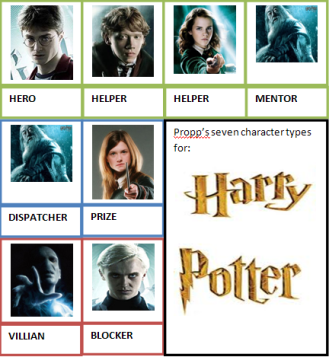 HERO
HELPER
HELPER
MENTOR
DISPATCHER
PRIZE
Propp's seven character types
for:
Harry
Potter
VILLIAN
BLOCKER